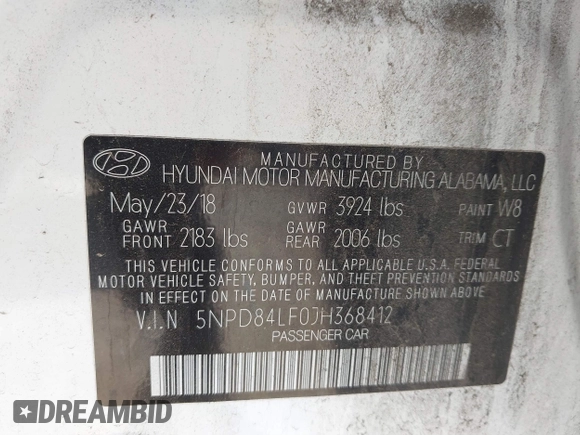 MANUFACTURED BY
HYUNDAI MOTOR MANUFACTURING ALABAMA, LLC
May/23/18 GVWR 3924 lbs PAINT W8
GAWR FRONT 2183 lbs GAWR REAR 2006 lbs TRIM CT
THIS VEHICLE CONFORMS TO ALL APPLICABLE U.S.A. FEDERAL
MOTOR VEHICLE SAFETY, BUMPER, AND THEFT PREVENTION
STANDARDS IN EFFECT ON THE DATE OF MANUFACTURE SHOWN ABOVE.
V.I.N 5NPD84LF0JH368412
PASSENGER CAR
DREAMBID